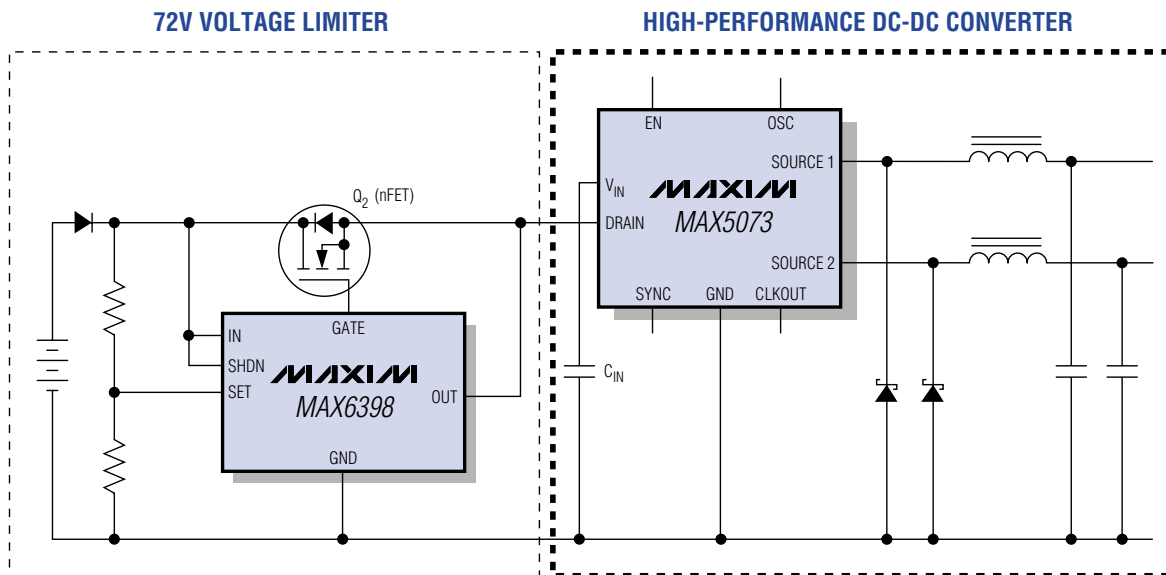 72V VOLTAGE LIMITER
HIGH-PERFORMANCE DC-DC CONVERTER
EN
OSC
SOURCE 1
VIN
MAXIM
MAX5073
DRAIN
SOURCE 2
SYNC
GND
CLKOUT
Q2 (nFET)
GATE
IN
SHDN
MAXIM
SET
MAX6398
OUT
GND
CIN